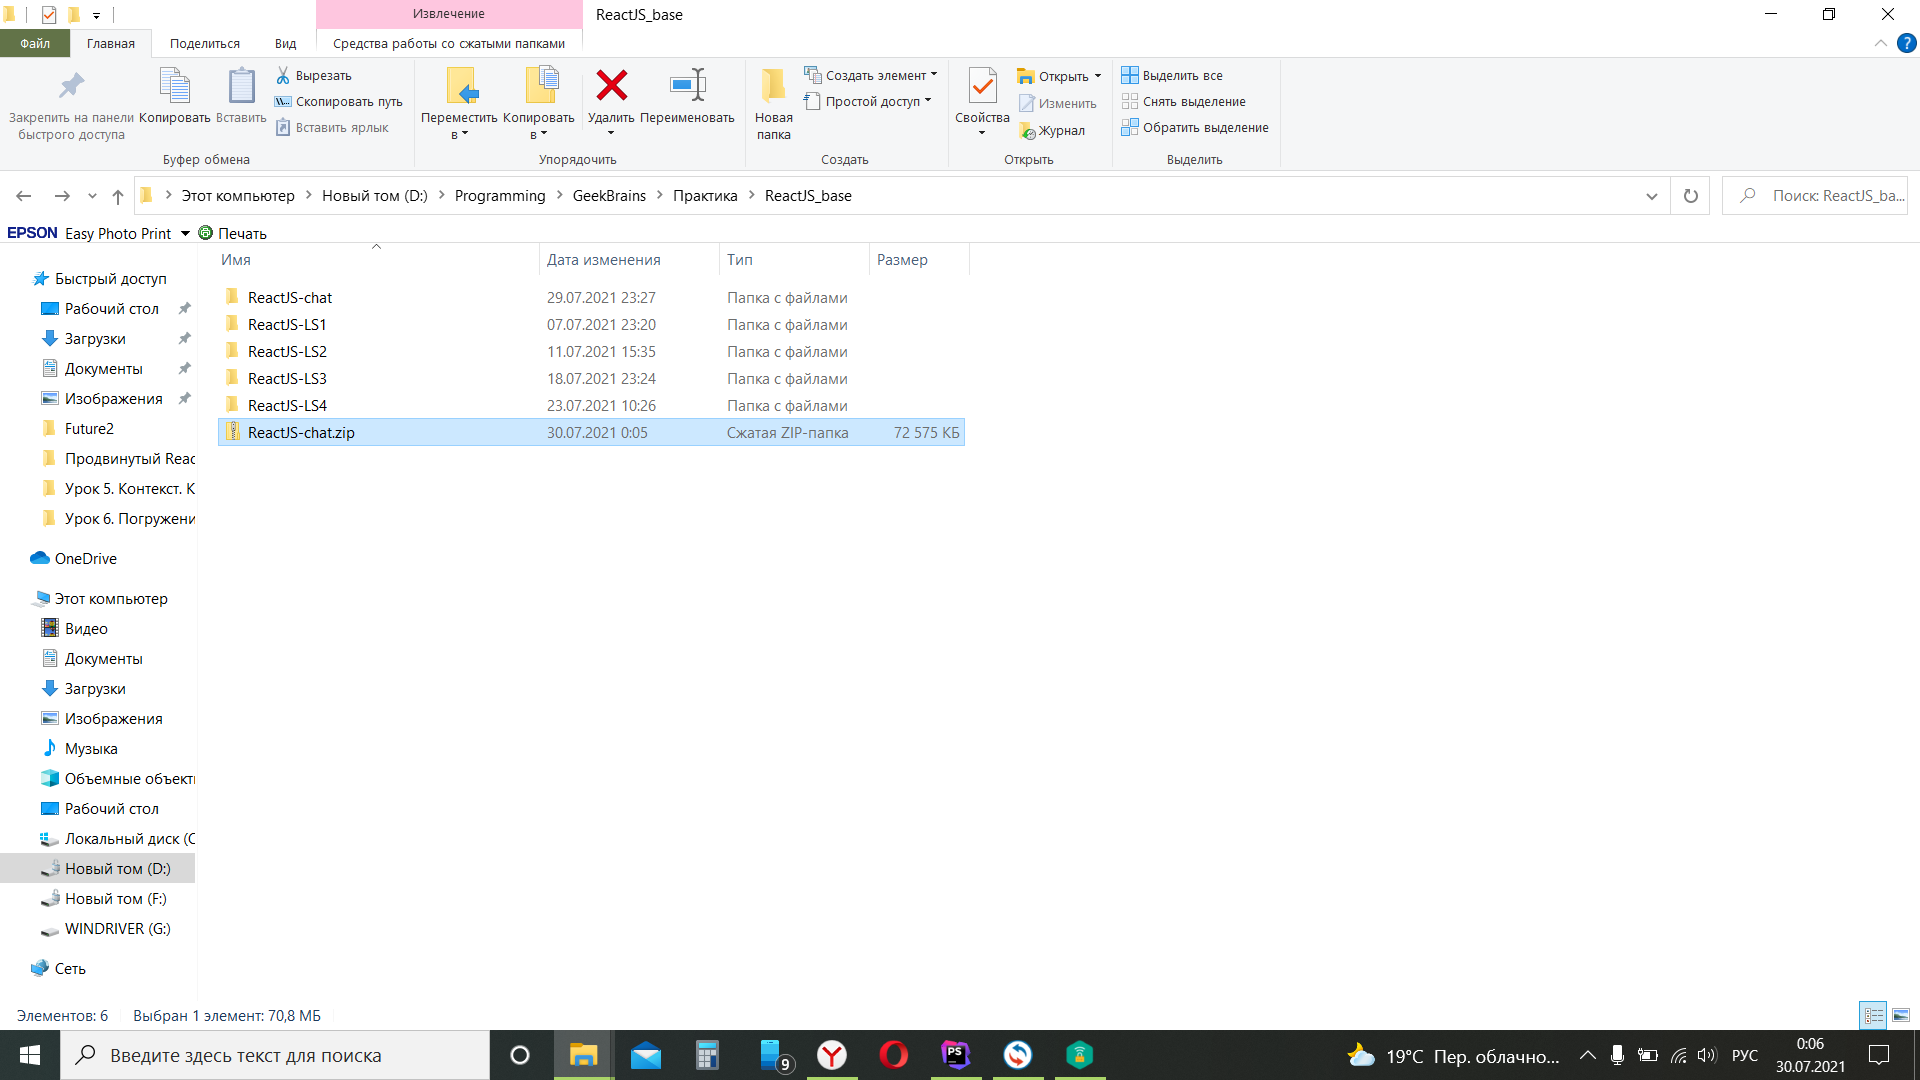 Извлечение
ReactJS_base
Файл
Главная
Поделиться
Вид
Средства работы со сжатыми папками
Закрепить на панели быстрого доступа
Копировать
Вставить
Вырезать
Скопировать путь
Вставить ярлык
Буфер обмена
Переместить в
Копировать в
Удалить
Переименовать
Упорядочить
Новая папка
Создать элемент
Простой доступ
Создать
Свойства
Открыть
Изменить
Журнал
Открыть
Выделить все
Снять выделение
Обратить выделение
Выделить
Этот компьютер > Новый том (D:) > Programming > GeekBrains > Практика > ReactJS_base
Поиск: ReactJS_ba...
EPSON Easy Photo Print Печать
Имя Дата изменения Тип Размер
ReactJS-chat 29.07.2021 23:27 Папка с файлами
ReactJS-LS1 07.07.2021 23:20 Папка с файлами
ReactJS-LS2 11.07.2021 15:35 Папка с файлами
ReactJS-LS3 18.07.2021 23:24 Папка с файлами
ReactJS-LS4 23.07.2021 10:26 Папка с файлами
ReactJS-chat.zip 30.07.2021 0:05 Сжатая ZIP-папка 72 575 КБ
Быстрый доступ
Рабочий стол
Загрузки
Документы
Изображения
Future2
Продвинутый Reac
Урок 5. Контекст. К
Урок 6. Погружени
OneDrive
Этот компьютер
Видео
Документы
Загрузки
Изображения
Музыка
Объемные объект
Рабочий стол
Локальный диск (C
Новый том (D:)
Новый том (F:)
WINDRIVER (G:)
Сеть
Элементов: 6 Выбран 1 элемент: 70,8 МБ
Введите здесь текст для поиска
9
PS
19°C Пер. облачно...
РУС
0:06
30.07.2021